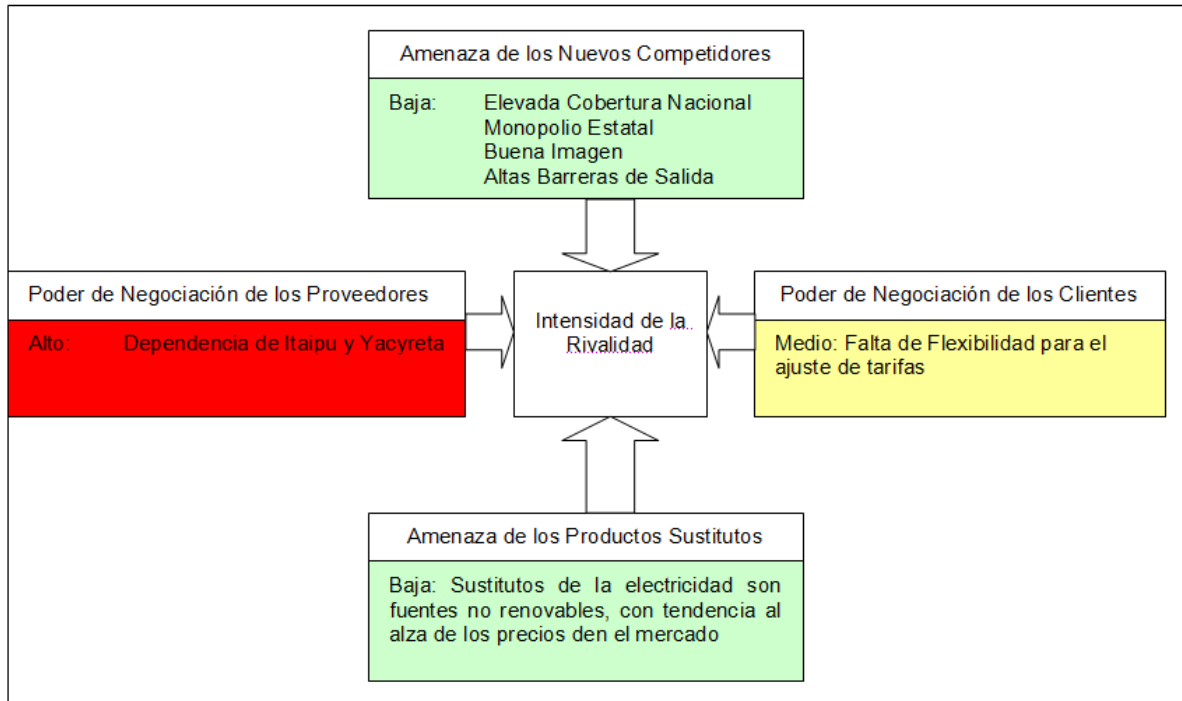 Amenaza de los Nuevos Competidores
Baja: Elevada Cobertura Nacional
Monopolio Estatal
Buena Imagen
Altas Barreras de Salida
Poder de Negociación de los Proveedores
Alto: Dependencia de Itaipu y Yacyreta
Intensidad de la
Rivalidad
Poder de Negociación de los Clientes
Medio: Falta de Flexibilidad para el
ajuste de tarifas
Amenaza de los Productos Sustitutos
Baja: Sustitutos de la electricidad son
fuentes no renovables, con tendencia al
alza de los precios den el mercado